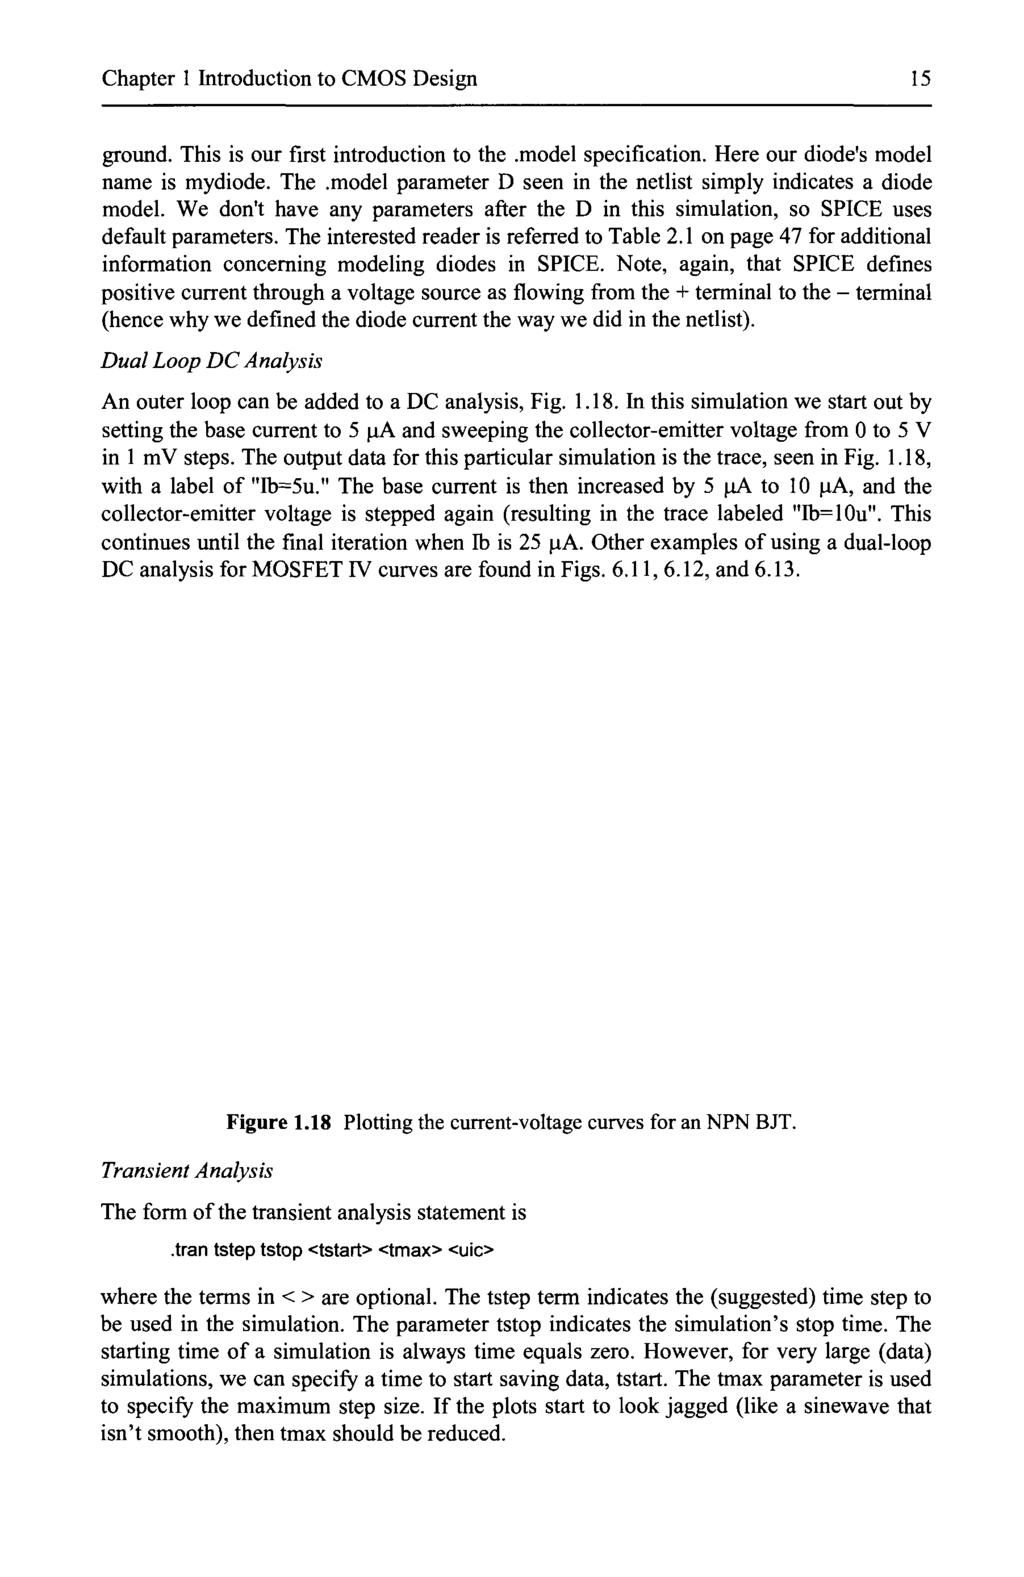 Chapter 1 Introduction to CMOS Design 15
ground. This is our first introduction to the .model specification. Here our diode's model
name is mydiode. The .model parameter D seen in the netlist simply indicates a diode
model. We don't have any parameters after the D in this simulation, so SPICE uses
default parameters. The interested reader is referred to Table 2.1 on page 47 for additional
information concerning modeling diodes in SPICE. Note, again, that SPICE defines
positive current through a voltage source as flowing from the + terminal to the – terminal
(hence why we defined the diode current the way we did in the netlist).
Dual Loop DC Analysis
An outer loop can be added to a DC analysis, Fig. 1.18. In this simulation we start out by
setting the base current to 5 µA and sweeping the collector-emitter voltage from 0 to 5 V
in 1 mV steps. The output data for this particular simulation is the trace, seen in Fig. 1.18,
with a label of "Ib=5u." The base current is then increased by 5 µA to 10 µA, and the
collector-emitter voltage is stepped again (resulting in the trace labeled "Ib=10u". This
continues until the final iteration when Ib is 25 µA. Other examples of using a dual-loop
DC analysis for MOSFET IV curves are found in Figs. 6.11, 6.12, and 6.13.
Figure 1.18 Plotting the current-voltage curves for an NPN BJT.
Transient Analysis
The form of the transient analysis statement is
.tran tstep tstop <tstart> <tmax> <uic>
where the terms in < > are optional. The tstep term indicates the (suggested) time step to
be used in the simulation. The parameter tstop indicates the simulation's stop time. The
starting time of a simulation is always time equals zero. However, for very large (data)
simulations, we can specify a time to start saving data, tstart. The tmax parameter is used
to specify the maximum step size. If the plots start to look jagged (like a sinewave that
isn't smooth), then tmax should be reduced.